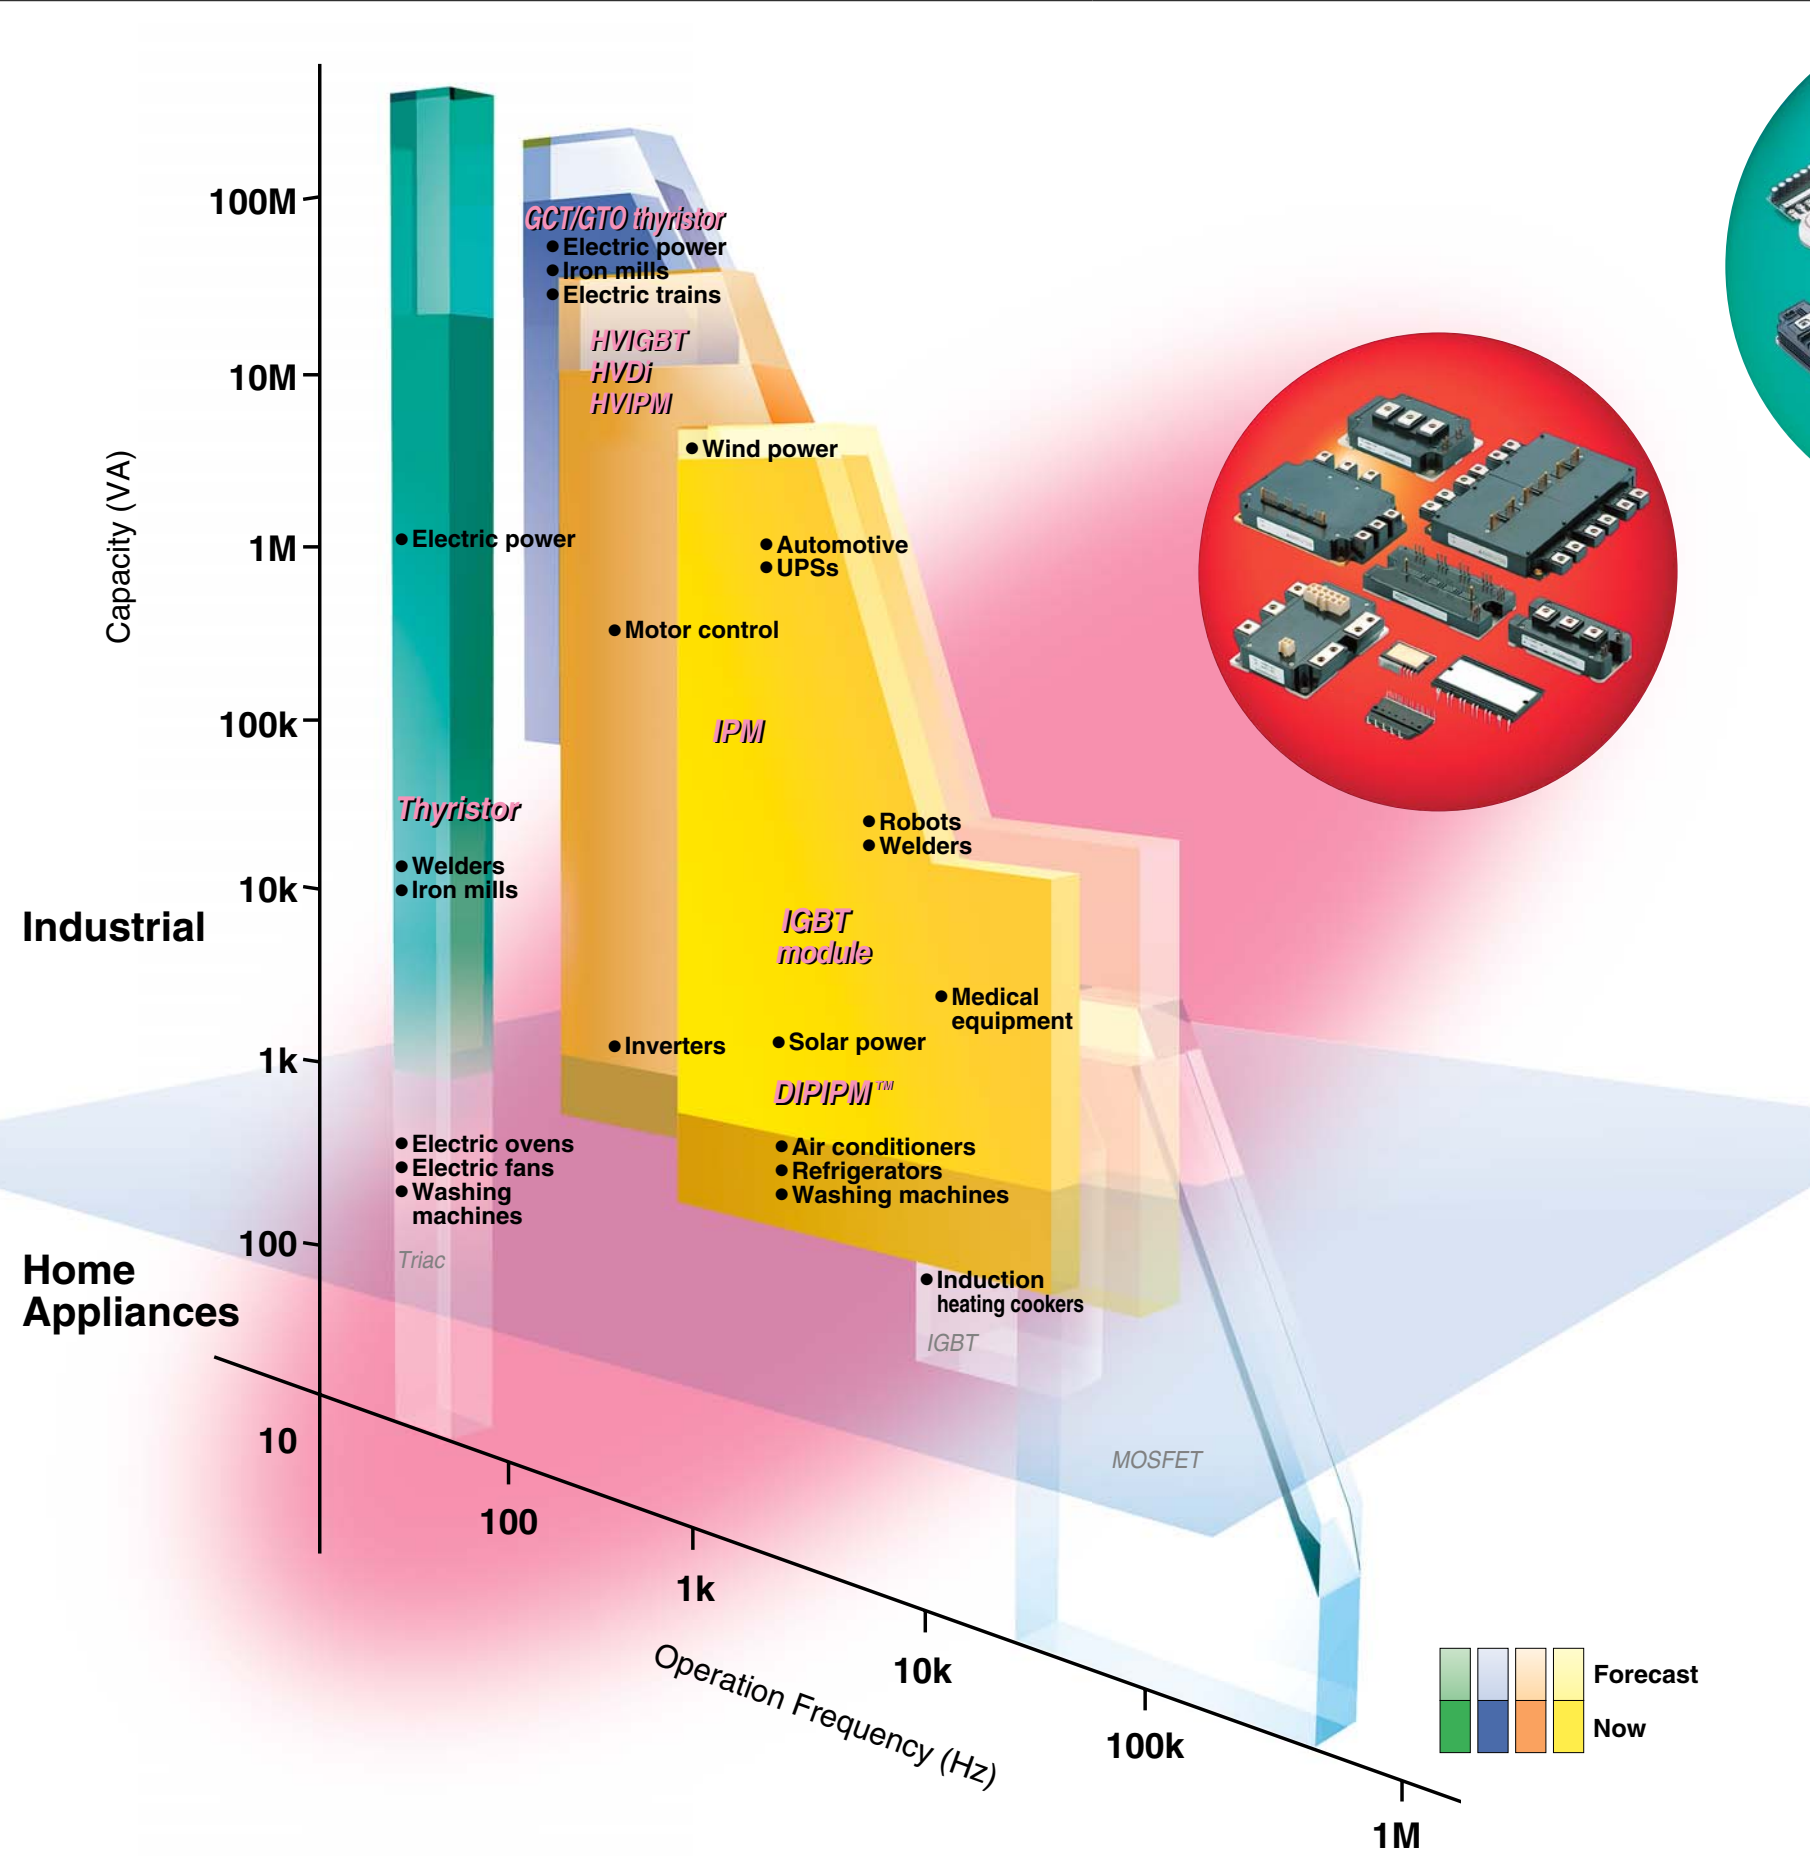 100M
10M
1M
100k
10k
1k
100
10
Capacity (VA)
Industrial
Home
Appliances
GCT/GTO thyristor
● Electric power
● Iron mills
● Electric trains
HVIGBT
HVDi
HVIPM
● Wind power
● Electric power
● Automotive
● UPSs
● Motor control
IPM
Thyristor
● Robots
● Welders
● Welders
● Iron mills
IGBT
module
● Medical
equipment
● Inverters
● Solar power
DIPIPM™
● Electric ovens
● Electric fans
● Washing
machines
● Air conditioners
● Refrigerators
● Washing machines
Triac
● Induction
heating cookers
IGBT
MOSFET
100
1k
10k
100k
1M
Operation Frequency (Hz)
Forecast
Now